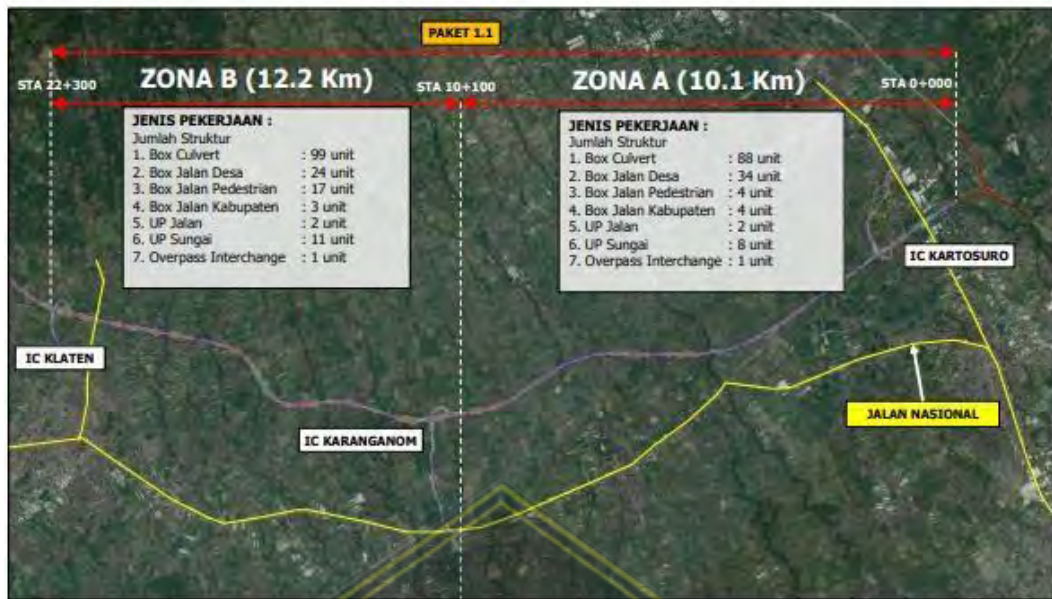 PAKET 1.1
STA 22+300
ZONA B (12.2 Km)
STA 10+100
ZONA A (10.1 Km)
STA 0+000
JENIS PEKERJAAN :
Jumlah Struktur
1. Box Culvert : 99 unit
2. Box Jalan Desa : 24 unit
3. Box Jalan Pedestrian : 17 unit
4. Box Jalan Kabupaten : 3 unit
5. UP Jalan : 2 unit
6. UP Sungai : 11 unit
7. Overpass Interchange : 1 unit
JENIS PEKERJAAN :
Jumlah Struktur
1. Box Culvert : 88 unit
2. Box Jalan Desa : 34 unit
3. Box Jalan Pedestrian : 4 unit
4. Box Jalan Kabupaten : 4 unit
5. UP Jalan : 2 unit
6. UP Sungai : 8 unit
7. Overpass Interchange : 1 unit
IC KARTOSURO
IC KLATEN
JALAN NASIONAL
IC KARANGANOM